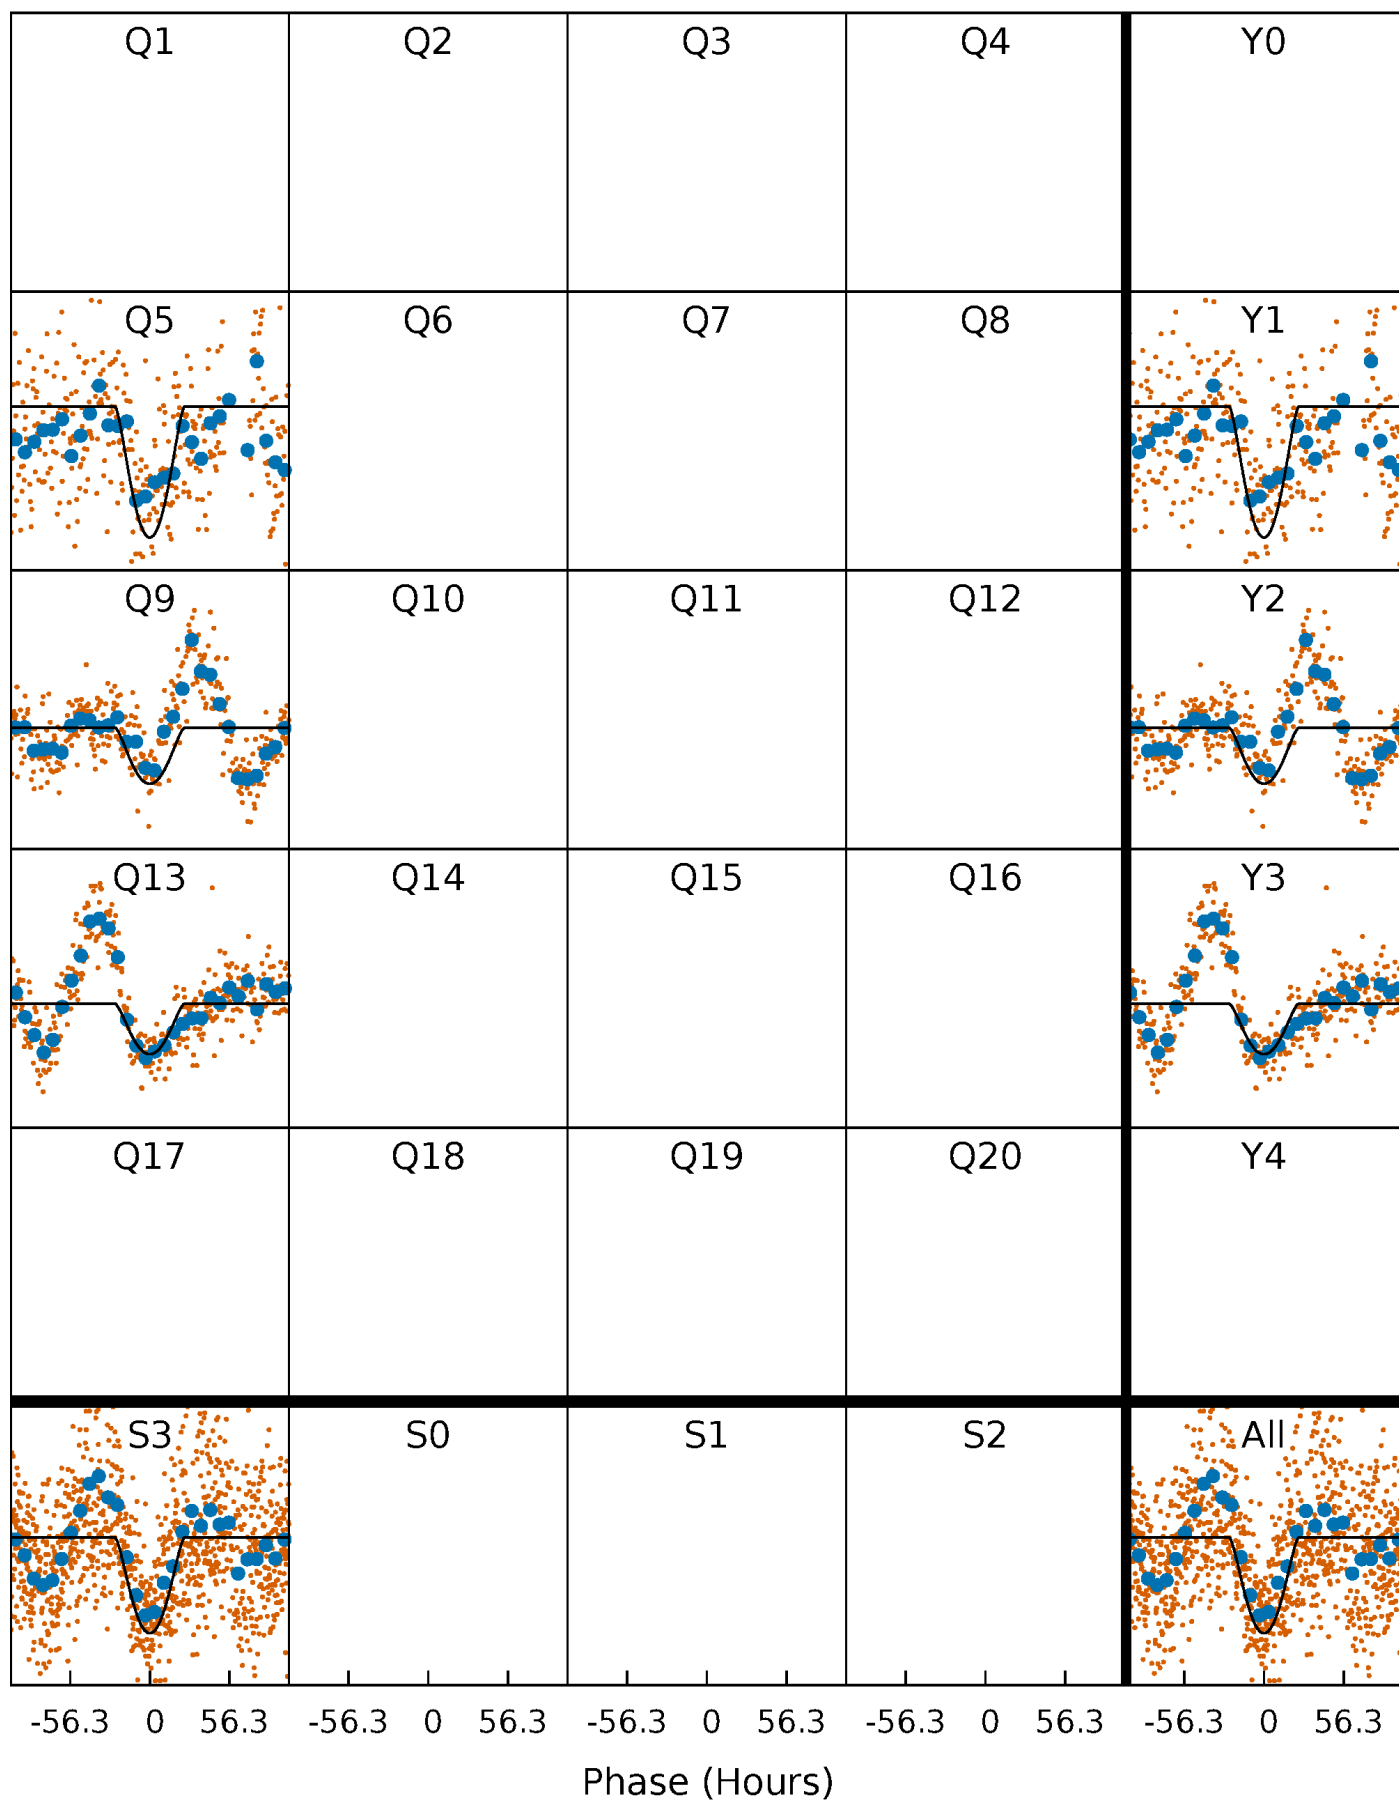 Q1 Q2 Q3 Q4 Y0
Q5 Q6 Q7 Q8 Y1
Q9 Q10 Q11 Q12 Y2
Q13 Q14 Q15 Q16 Y3
Q17 Q18 Q19 Q20 Y4
S3 S0 S1 S2 All
-56.3 0 56.3 -56.3 0 56.3 -56.3 0 56.3 -56.3 0 56.3 -56.3 0 56.3
Phase (Hours)